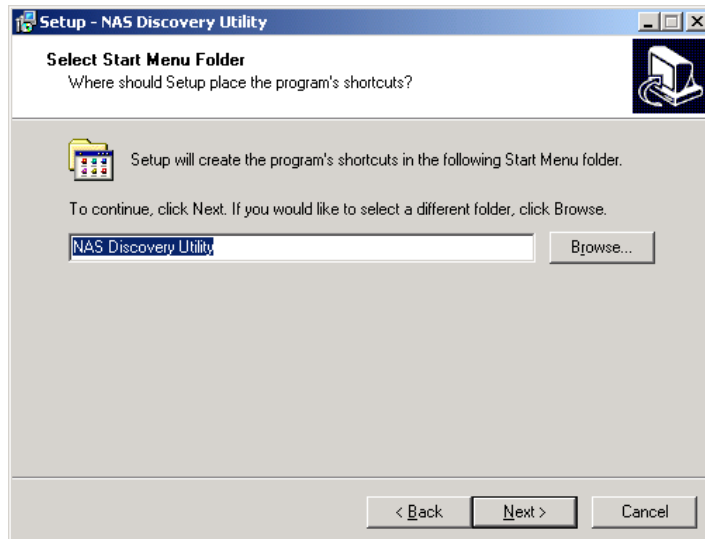 Setup - NAS Discovery Utility
Select Start Menu Folder
Where should Setup place the program's shortcuts?
Setup will create the program's shortcuts in the following Start Menu folder.
To continue, click Next. If you would like to select a different folder, click Browse.
NAS Discovery Utility
Browse...
< Back
Next >
Cancel